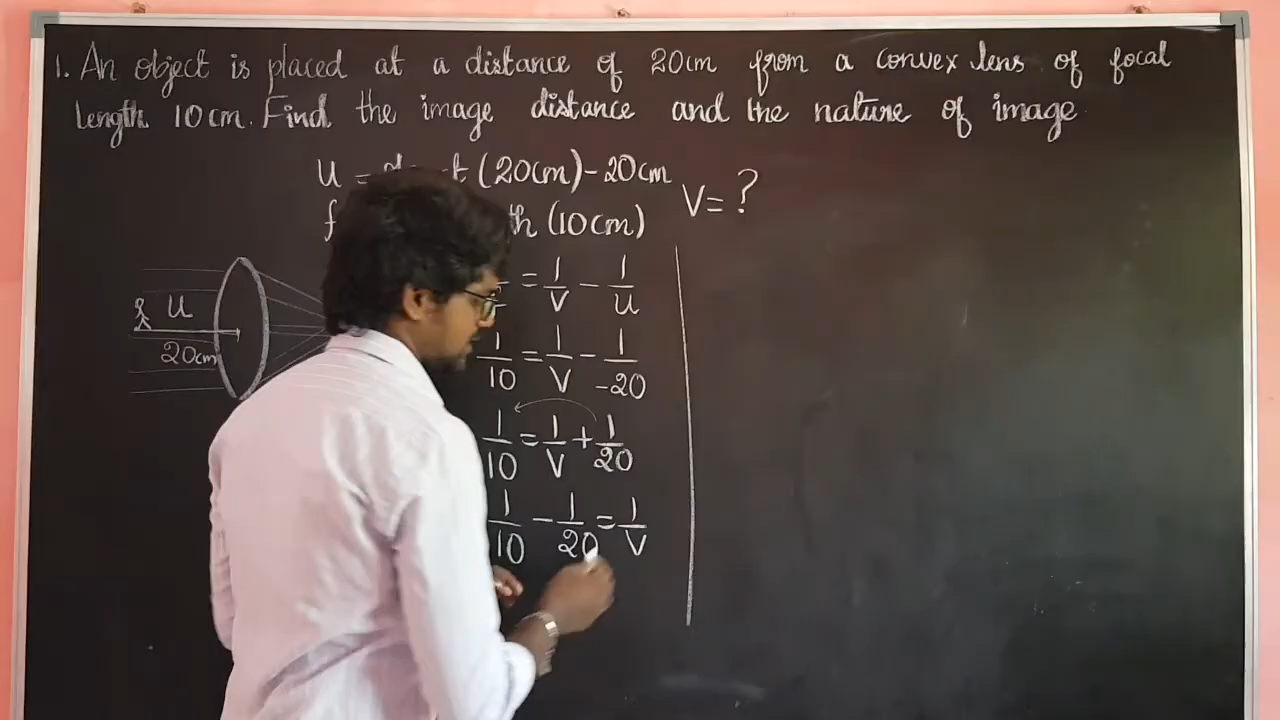 1. An object is placed at a distance of 20cm from a convex lens of focal
length 10cm. Find the image distance and the nature of image
U = (20cm) -20cm
V= ?
f (10cm)
= 1/V - 1/u
U
20cm
1/10 = 1/V - 1/-20
1/10 = 1/V + 1/20
1/10 - 1/20 = 1/V